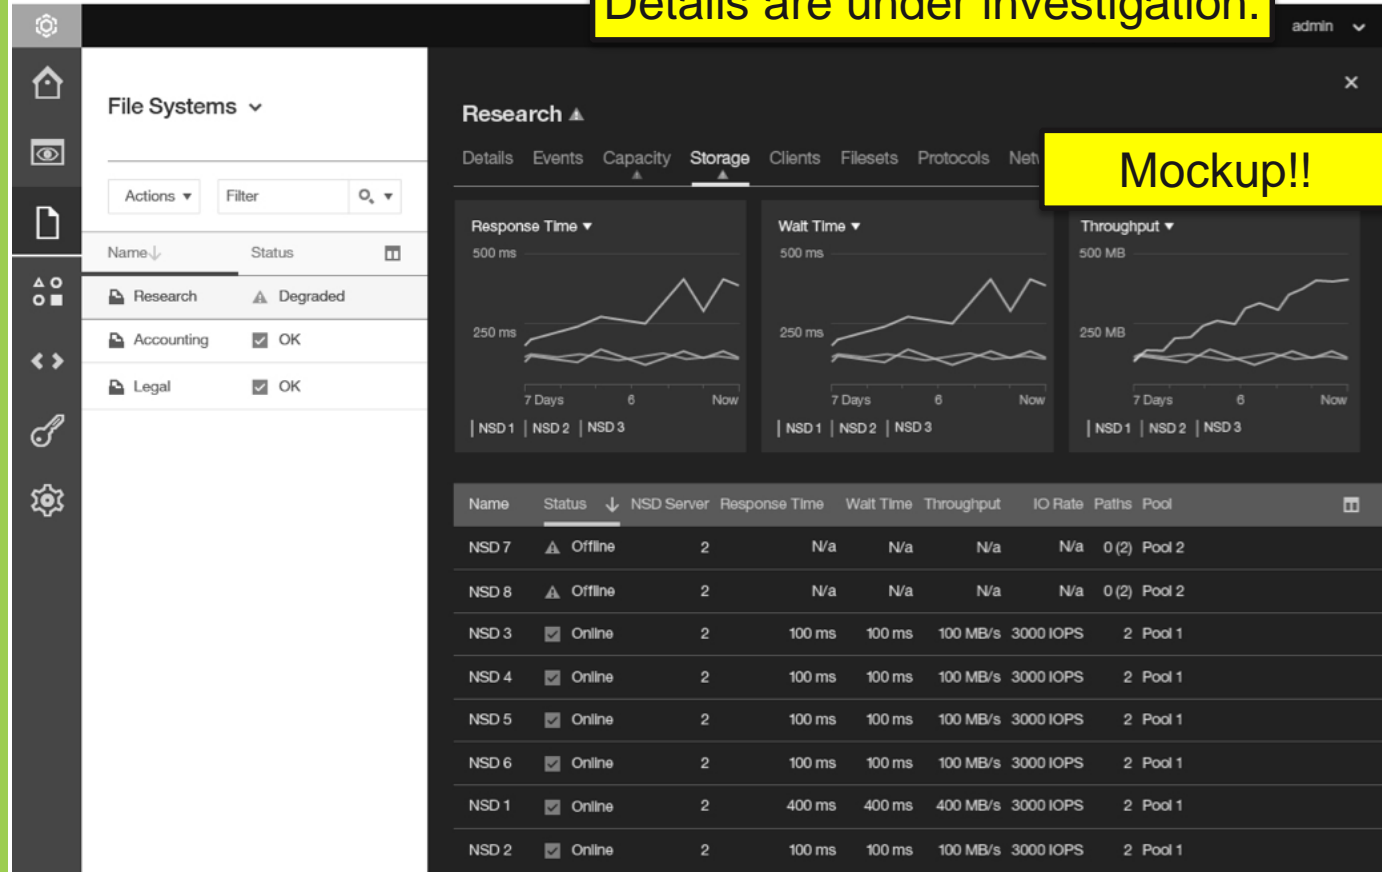 Details are under investigation.
admin
File Systems
Research
Details Events Capacity Storage Clients Filesets Protocols
Mockup!!
Actions Filter
Name Status
Research Degraded
Accounting OK
Legal OK
Response Time Wait Time Throughput
500 ms 500 ms 500 MB
250 ms 250 ms 250 MB
7 Days 6 Now 7 Days 6 Now 7 Days 6 Now
NSD 1 NSD 2 NSD 3 NSD 1 NSD 2 NSD 3 NSD 1 NSD 2 NSD 3
Name Status NSD Server Response Time Wait Time Throughput IO Rate Paths Pool
NSD 7 Offline 2 N/a N/a N/a N/a 0 (2) Pool 2
NSD 8 Offline 2 N/a N/a N/a N/a 0 (2) Pool 2
NSD 3 Online 2 100 ms 100 ms 100 MB/s 3000 IOPS 2 Pool 1
NSD 4 Online 2 100 ms 100 ms 100 MB/s 3000 IOPS 2 Pool 1
NSD 5 Online 2 100 ms 100 ms 100 MB/s 3000 IOPS 2 Pool 1
NSD 6 Online 2 100 ms 100 ms 100 MB/s 3000 IOPS 2 Pool 1
NSD 1 Online 2 400 ms 400 ms 400 MB/s 3000 IOPS 2 Pool 1
NSD 2 Online 2 100 ms 100 ms 100 MB/s 3000 IOPS 2 Pool 1